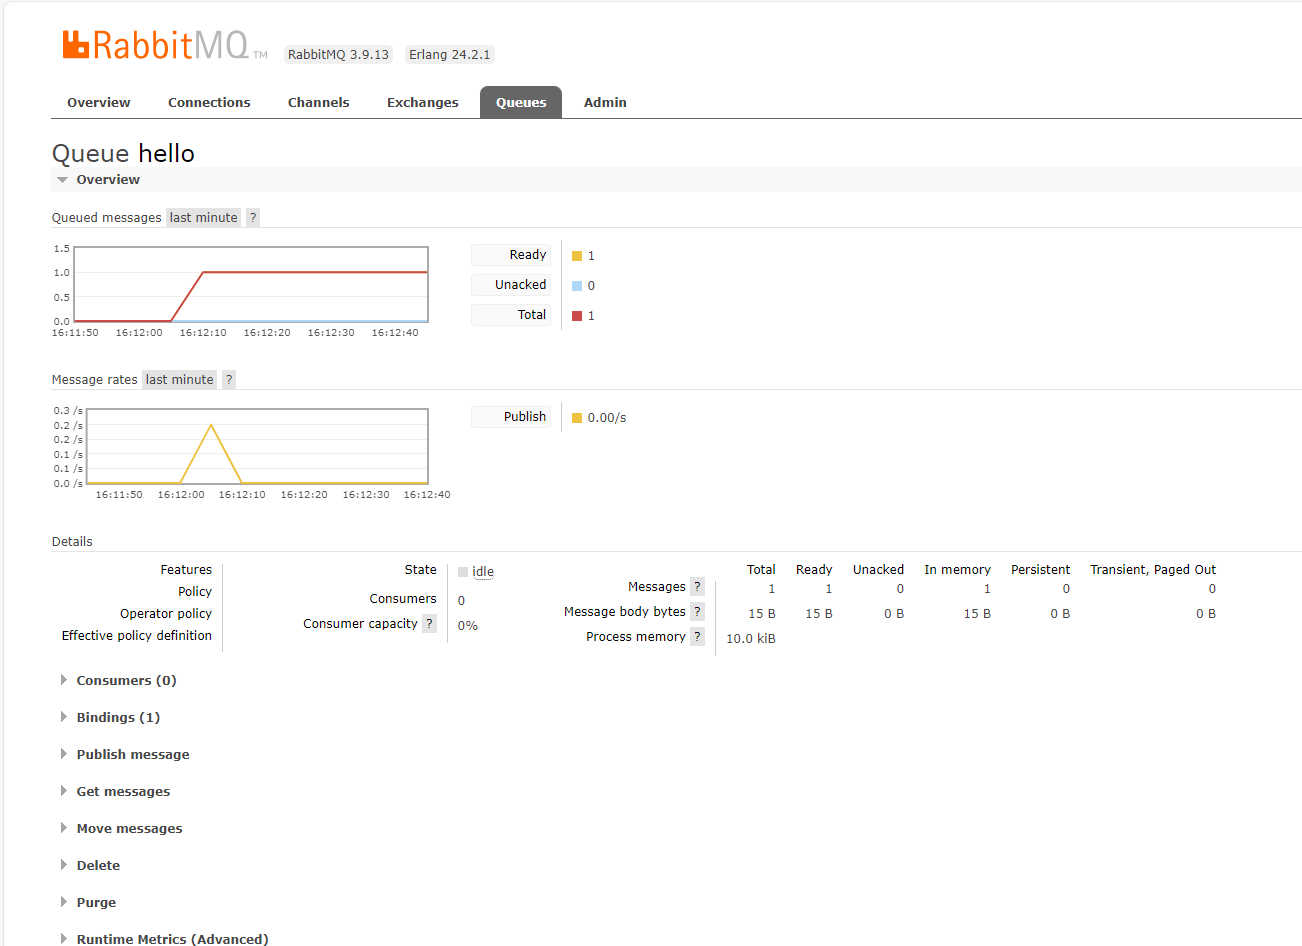 RabbitMQ TM RabbitMQ 3.9.13 Erlang 24.2.1
Overview Connections Channels Exchanges Queues Admin
Queue hello
Overview
Queued messages last minute ?
1.5
1.0
0.5
0.0
16:11:50 16:12:00 16:12:10 16:12:20 16:12:30 16:12:40
Ready 1
Unacked 0
Total 1
Message rates last minute ?
0.3 /s
0.2 /s
0.2 /s
0.1 /s
0.1 /s
0.0 /s
16:11:50 16:12:00 16:12:10 16:12:20 16:12:30 16:12:40
Publish 0.00/s
Details
Features
Policy
Operator policy
Effective policy definition
State idle
Consumers 0
Consumer capacity ? 0%
Total Ready Unacked In memory Persistent Transient, Paged Out
Messages ? 1 1 0 1 0 0
Message body bytes ? 15 B 15 B 0 B 15 B 0 B 0 B
Process memory ? 10.0 kiB
Consumers (0)
Bindings (1)
Publish message
Get messages
Move messages
Delete
Purge
Runtime Metrics (Advanced)